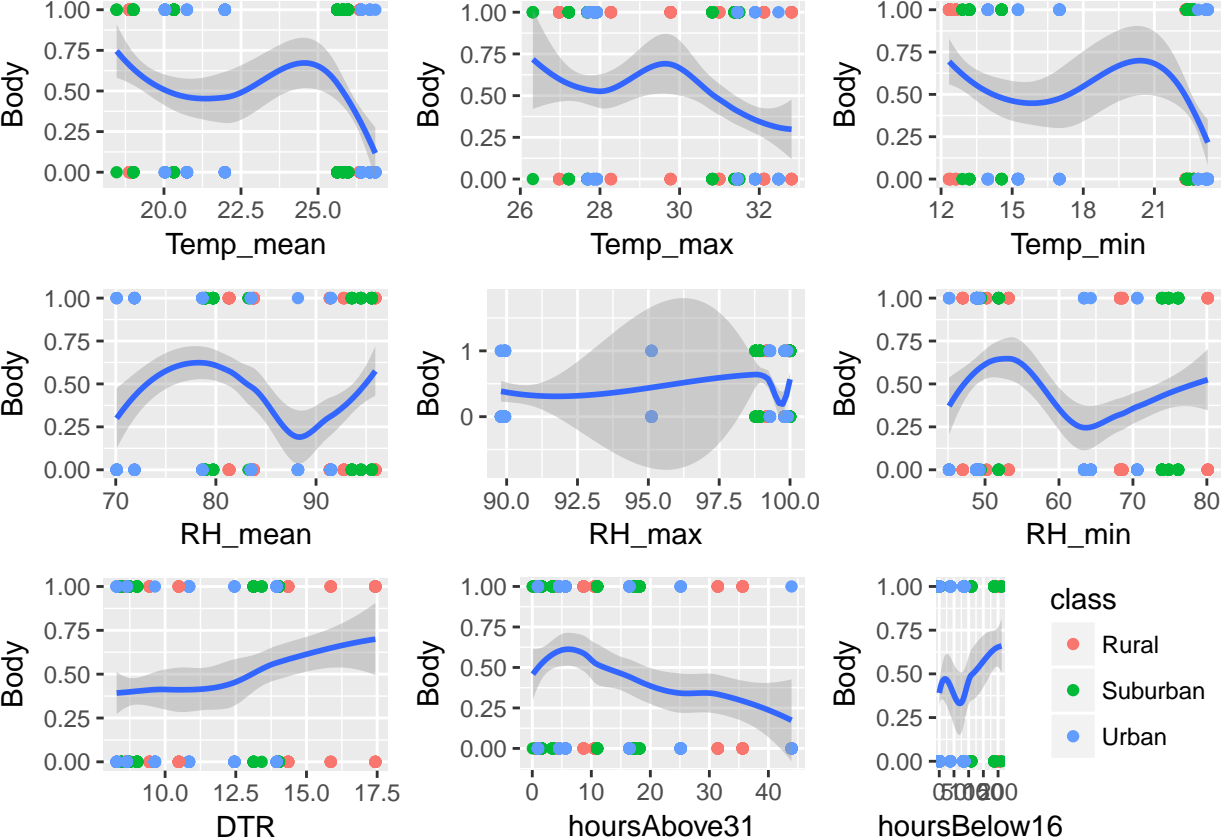 1.00 1.00 1.00
0.75 0.75 0.75
0.50 0.50 0.50
0.25 0.25 0.25
0.00 0.00 0.00
Body Body Body
20.0 22.5 25.0 26 28 30 32 12 15 18 21
Temp_mean Temp_max Temp_min
1.00 1.00
0.75 1 0.75
0.50 0.50
0.25 0 0.25
0.00 0.00
Body Body Body
70 80 90 90.0 92.5 95.0 97.5 100.0 50 60 70 80
RH_mean RH_max RH_min
1.00 1.00 1.00
0.75 0.75 0.75
0.50 0.50 0.50
0.25 0.25 0.25
0.00 0.00 0.00
Body Body Body
10.0 12.5 15.0 17.5 0 10 20 30 40 0 50 100 150 200
DTR hoursAbove31 hoursBelow16
class
Rural
Suburban
Urban